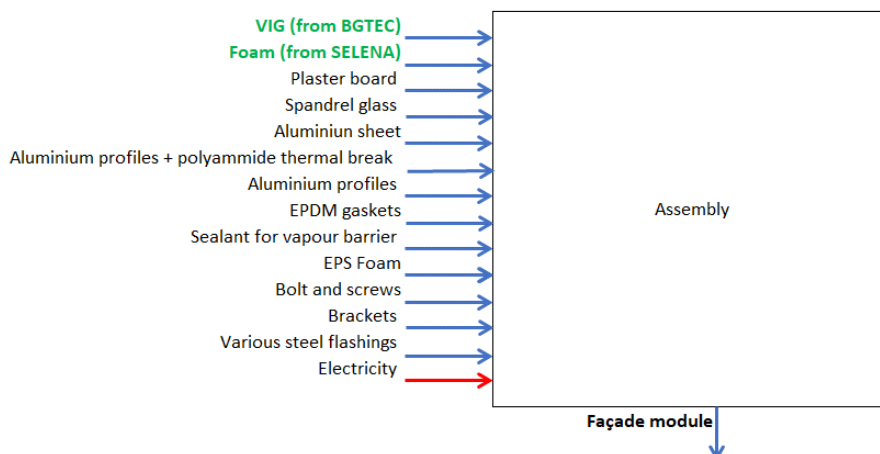 VIG (from BGTEC)
Foam (from SELENA)
Plaster board
Spandrel glass
Aluminiun sheet
Aluminium profiles + polyammide thermal break
Aluminium profiles
EPDM gaskets
Assembly
Sealant for vapour barrier
EPS Foam
Bolt and screws
Brackets
Various steel flashings
Electricity
Façade module